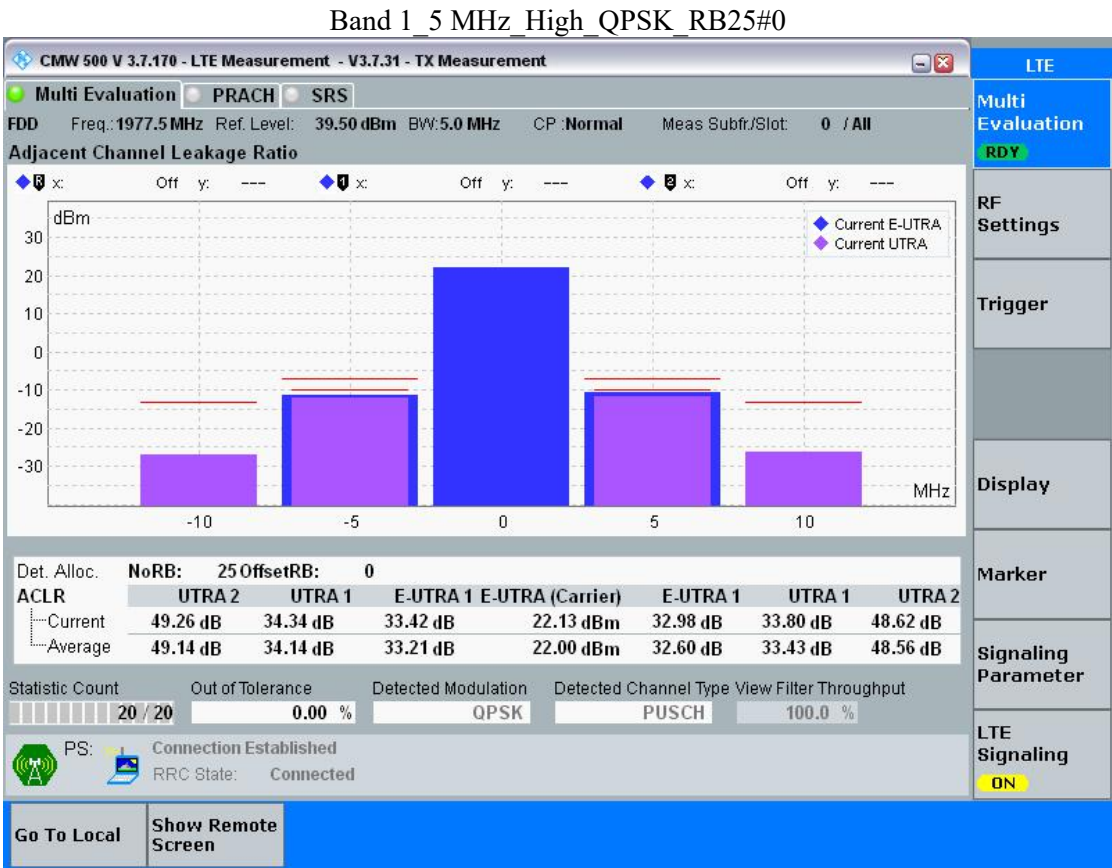 Band 1_5 MHz_High_QPSK_RB25#0
CMW 500 V 3.7.170 - LTE Measurement - V3.7.31 - TX Measurement
LTE
Multi Evaluation PRACH SRS
FDD Freq.: 1977.5 MHz Ref. Level: 39.50 dBm BW: 5.0 MHz CP : Normal Meas Subfr./Slot: 0 / All
Adjacent Channel Leakage Ratio
R x: Off y: --- 1 x: Off y: --- 2 x: Off y: ---
dBm
Current E-UTRA
Current UTRA
30
20
10
0
-10
-20
-30
MHz
-10 -5 0 5 10
Det. Alloc. NoRB: 25 OffsetRB: 0
ACLR UTRA 2 UTRA 1 E-UTRA 1 E-UTRA (Carrier) E-UTRA 1 UTRA 1 UTRA 2
Current 49.26 dB 34.34 dB 33.42 dB 22.13 dBm 32.98 dB 33.80 dB 48.62 dB
Average 49.14 dB 34.14 dB 33.21 dB 22.00 dBm 32.60 dB 33.43 dB 48.56 dB
Statistic Count Out of Tolerance Detected Modulation Detected Channel Type View Filter Throughput
20 / 20 0.00 % QPSK PUSCH 100.0 %
PS: Connection Established
RRC State: Connected
Multi
Evaluation
RDY
RF
Settings
Trigger
Display
Marker
Signaling
Parameter
LTE
Signaling
ON
Go To Local
Show Remote
Screen